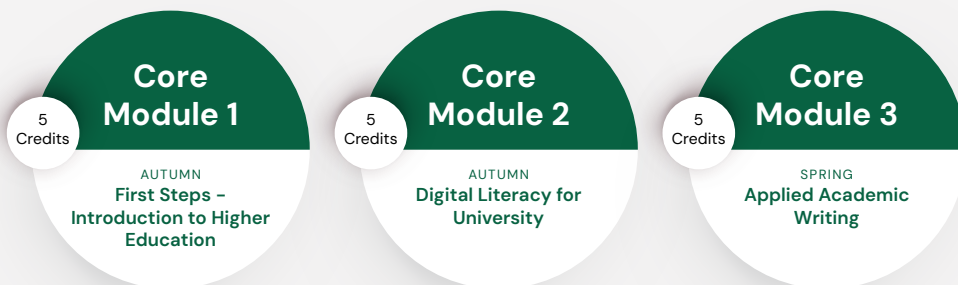 Core
Module 1
5
Credits
AUTUMN
First Steps –
Introduction to Higher
Education
Core
Module 2
5
Credits
AUTUMN
Digital Literacy for
University
Core
Module 3
5
Credits
SPRING
Applied Academic
Writing